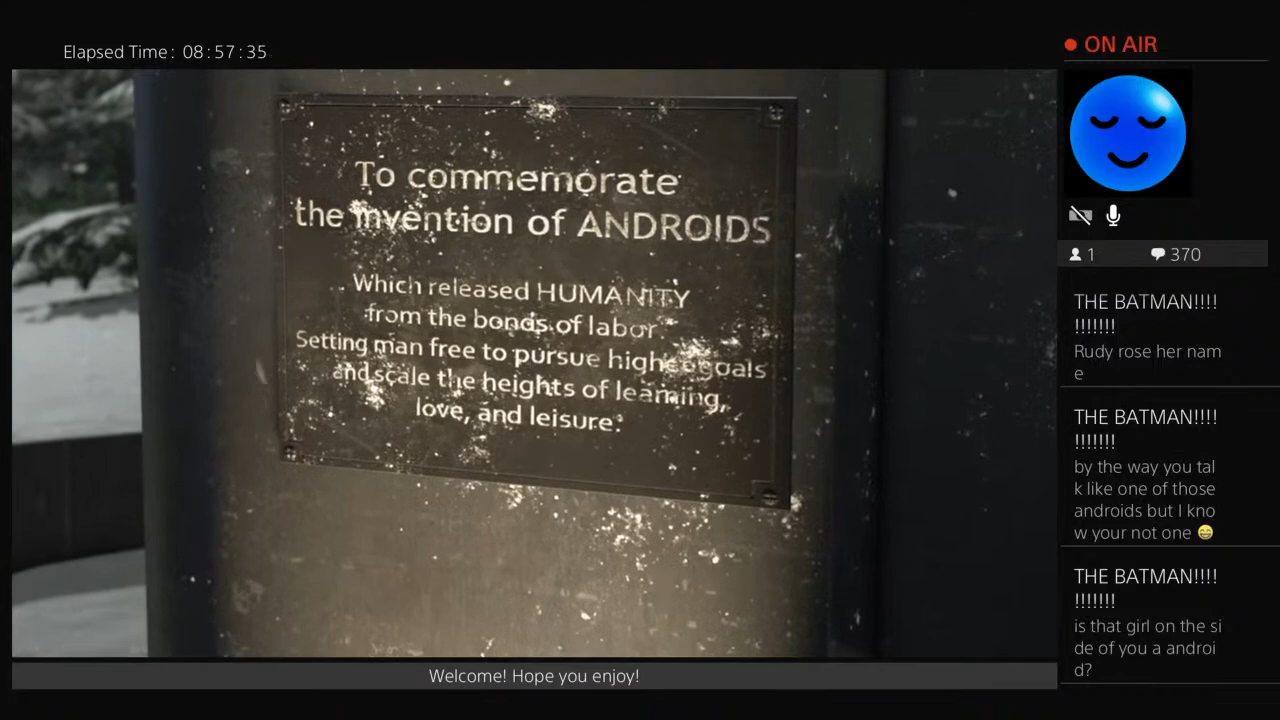 Elapsed Time: 08:57:35
ON AIR
To commemorate
the invention of ANDROIDS
Which released HUMANITY
from the bonds of labor
Setting man free to pursue higher goals
and scale the heights of learning,
love, and leisure.
1 370
THE BATMAN!!!!
!!!!!!!
Rudy rose her nam
e
THE BATMAN!!!!
!!!!!!!
by the way you tal
k like one of those
androids but I kno
w your not one 😁
THE BATMAN!!!!
!!!!!!!
is that girl on the si
de of you a androi
d?
Welcome! Hope you enjoy!